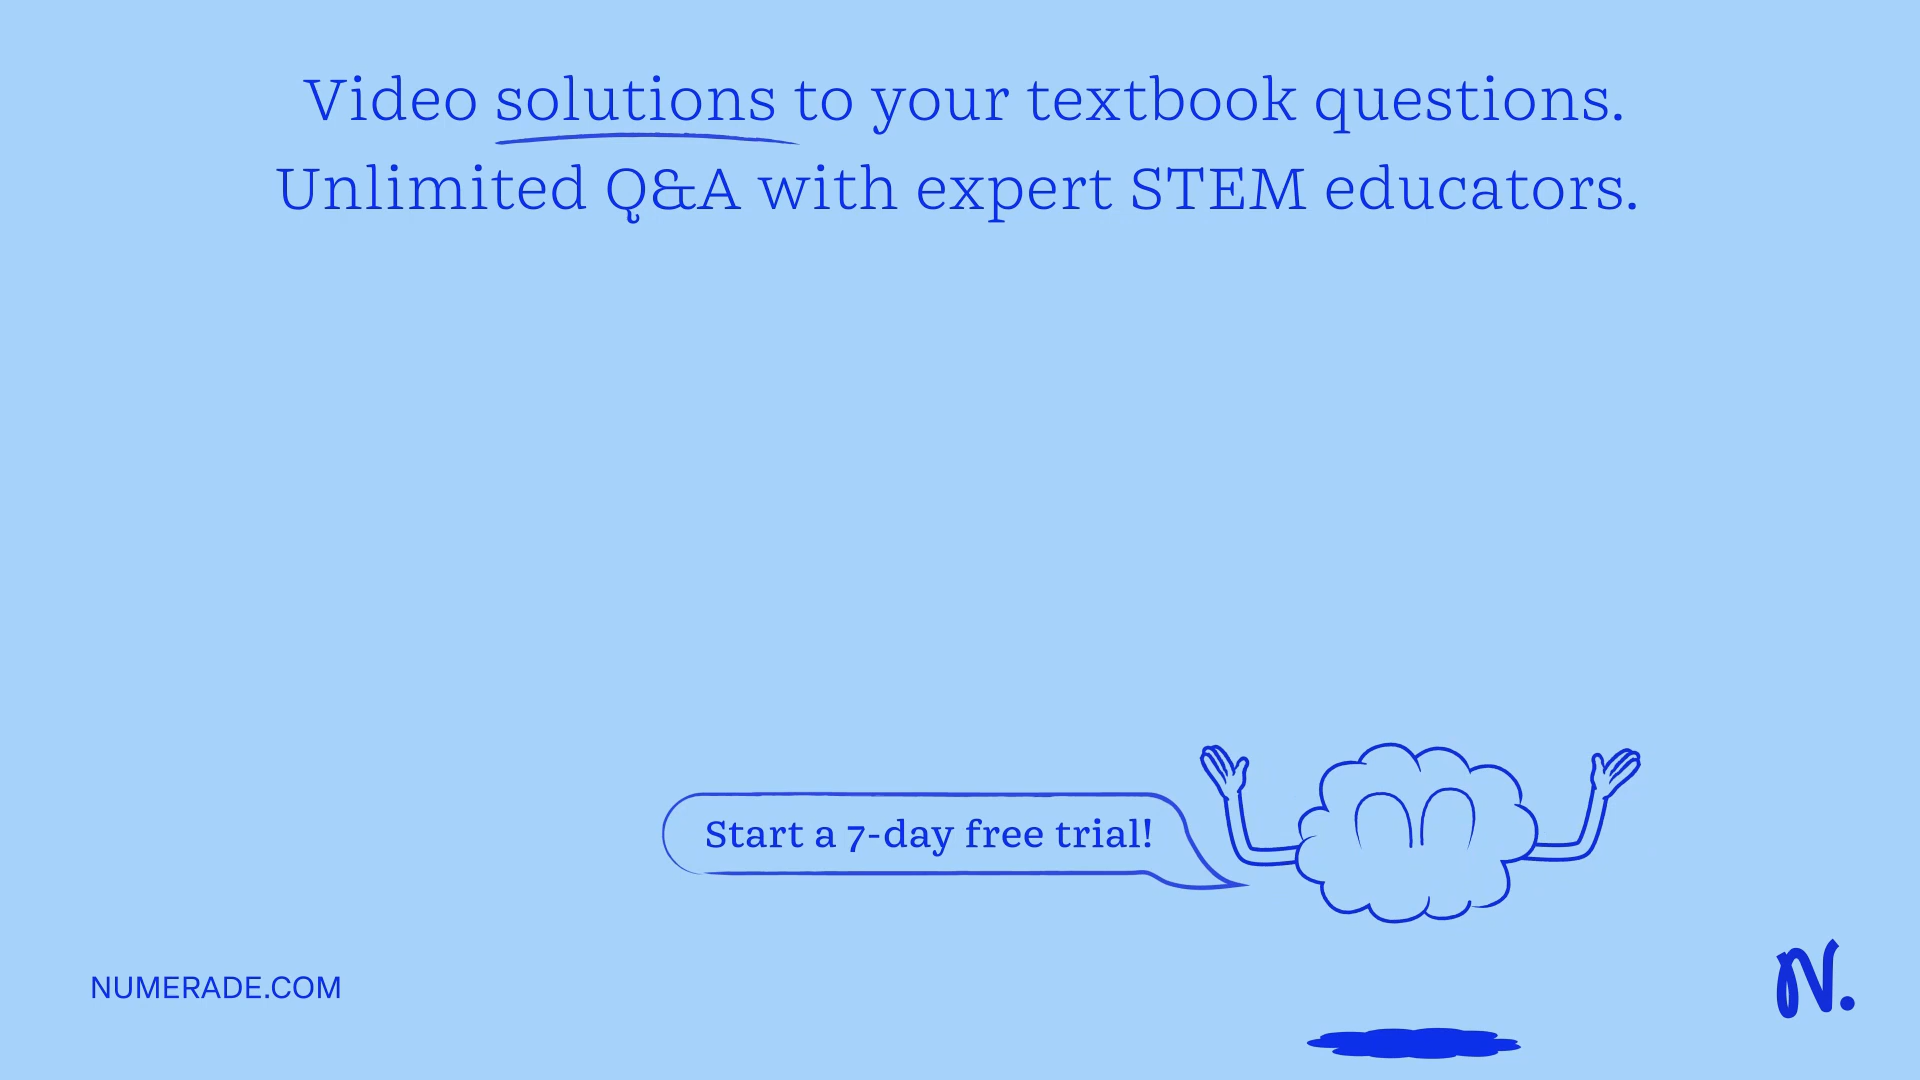 Video solutions to your textbook questions.
Unlimited Q&A with expert STEM educators.
Start a 7-day free trial!
NUMERADE.COM
N.